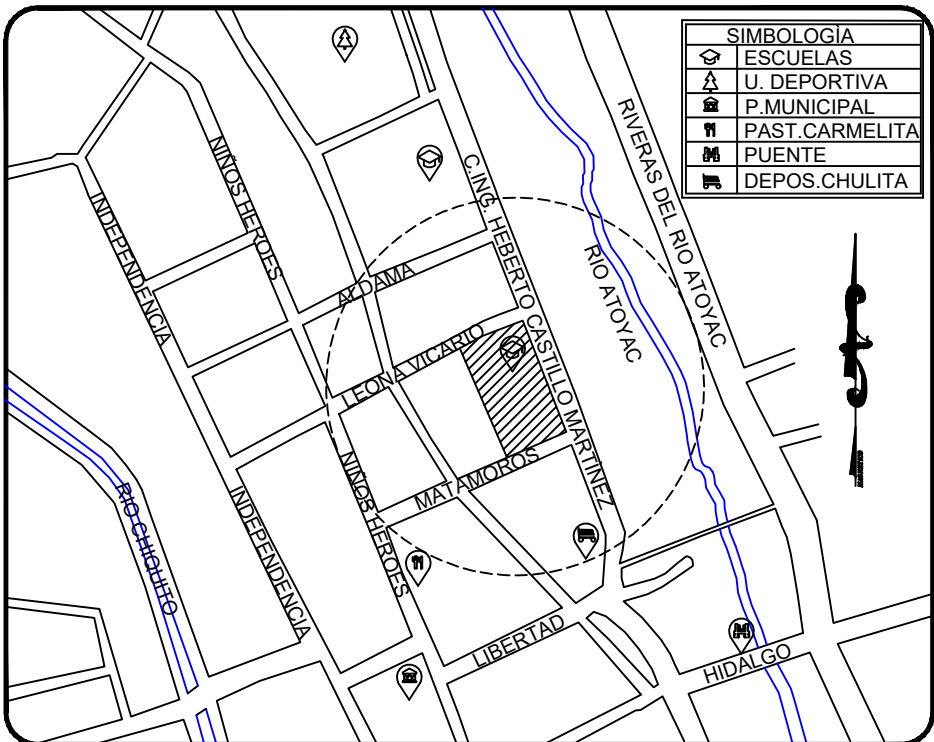 SIMBOLOGÌA
ESCUELAS
U. DEPORTIVA
P.MUNICIPAL
PAST.CARMELITA
PUENTE
DEPOS.CHULITA
NIÑOS HEROES
INDEPENDENCIA
C.ING. HEBERTO CASTILLO MARTINEZ
RIVERAS DEL RIO ATOYAC
RIO ATOYAC
ALDAMA
LEONA VICARIO
MATAMOROS
NIÑOS HEROES
INDEPENDENCIA
RIO CHIQUITO
LIBERTAD
HIDALGO